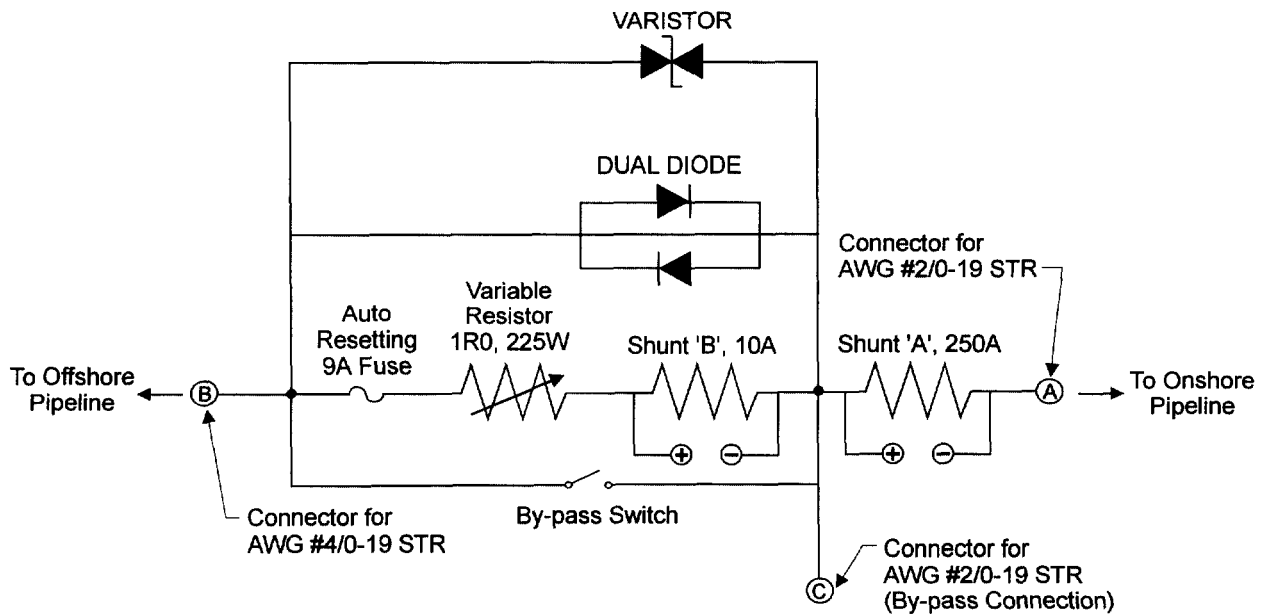 VARISTOR
DUAL DIODE
Connector for
AWG #2/0-19 STR
Auto
Resetting
9A Fuse
Variable
Resistor
1R0, 225W
Shunt 'B', 10A
Shunt 'A', 250A
To Offshore
Pipeline
B
A
To Onshore
Pipeline
+
−
+
−
By-pass Switch
Connector for
AWG #4/0-19 STR
C
Connector for
AWG #2/0-19 STR
(By-pass Connection)